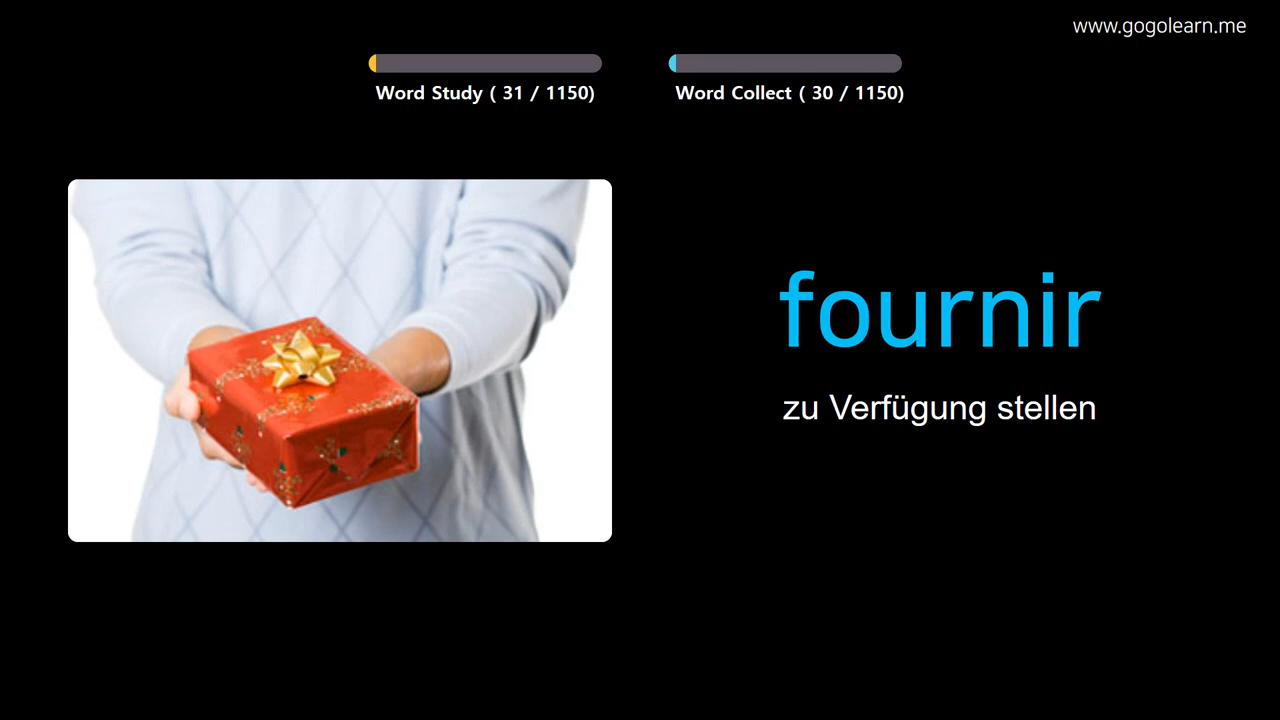 www.gogolearn.me
Word Study ( 31 / 1150)
Word Collect ( 30 / 1150)
fournir
zu Verfügung stellen